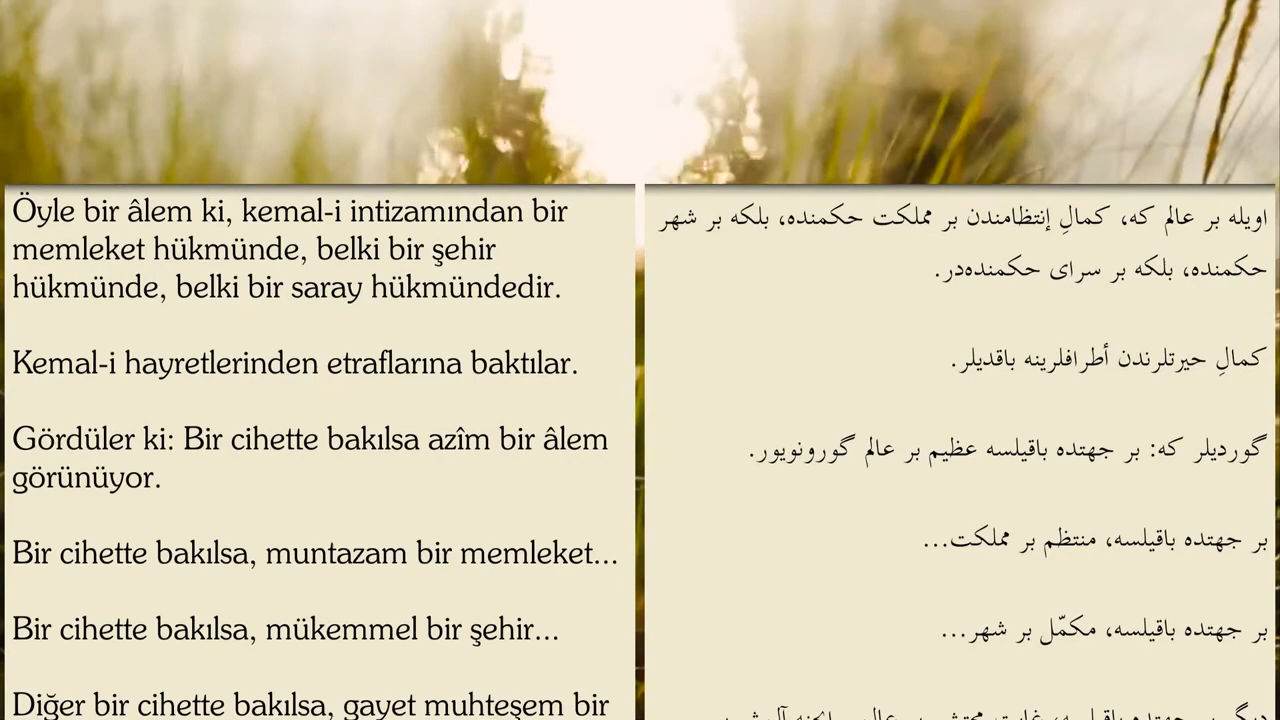 Öyle bir âlem ki, kemal-i intizamından bir
memleket hükmünde, belki bir şehir
hükmünde, belki bir saray hükmündedir.
Kemal-i hayretlerinden etraflarına baktılar.
Gördüler ki: Bir cihette bakılsa azîm bir âlem
görünüyor.
Bir cihette bakılsa, muntazam bir memleket...
Bir cihette bakılsa, mükemmel bir şehir...
Diğer bir cihette bakılsa, gayet muhteşem bir
اويله بر عالم كه، كمالِ إنتظامندن بر مملكت حكمنده، بلكه بر شهر
حكمنده، بلكه بر سراى حكمنده‌در.
كمالِ حيرتلرندن أطرافلرينه باقديلر.
گورديلر كه: بر جهتده باقيلسه عظيم بر عالم گورونويور.
بر جهتده باقيلسه، منتظم بر مملكت...
بر جهتده باقيلسه، مكمّل بر شهر...